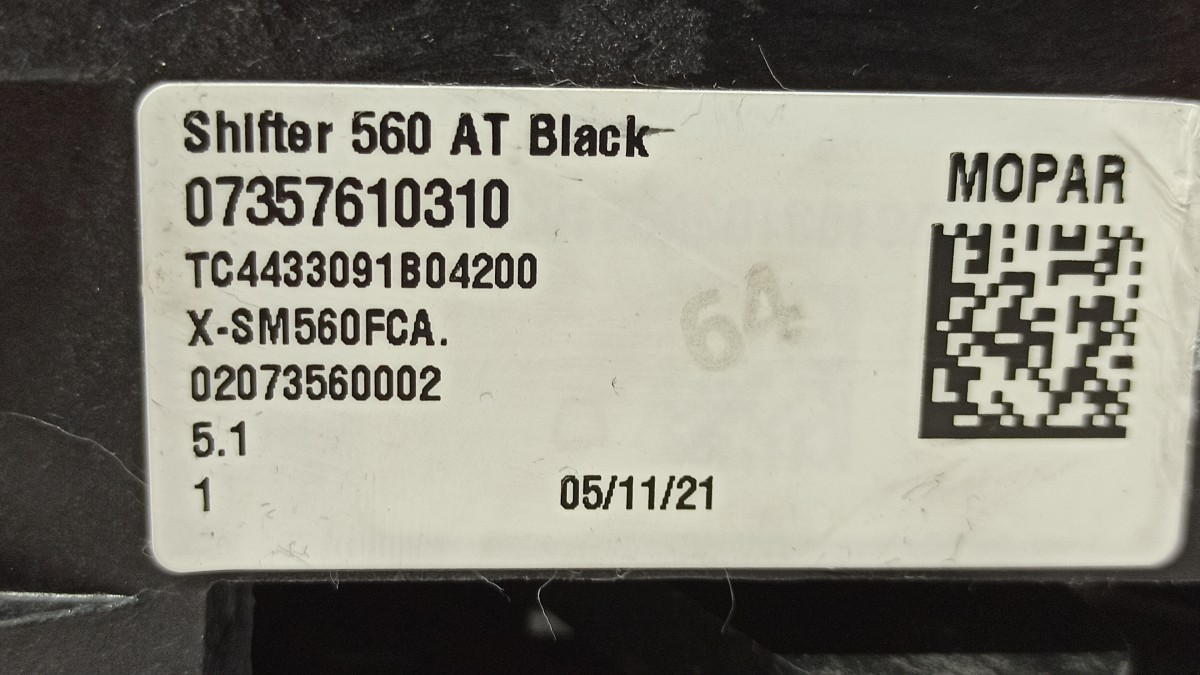 Shifter 560 AT Black
07357610310
MOPAR
TC4433091B04200
X-SM560FCA.
64
02073560002
5.1
1
05/11/21